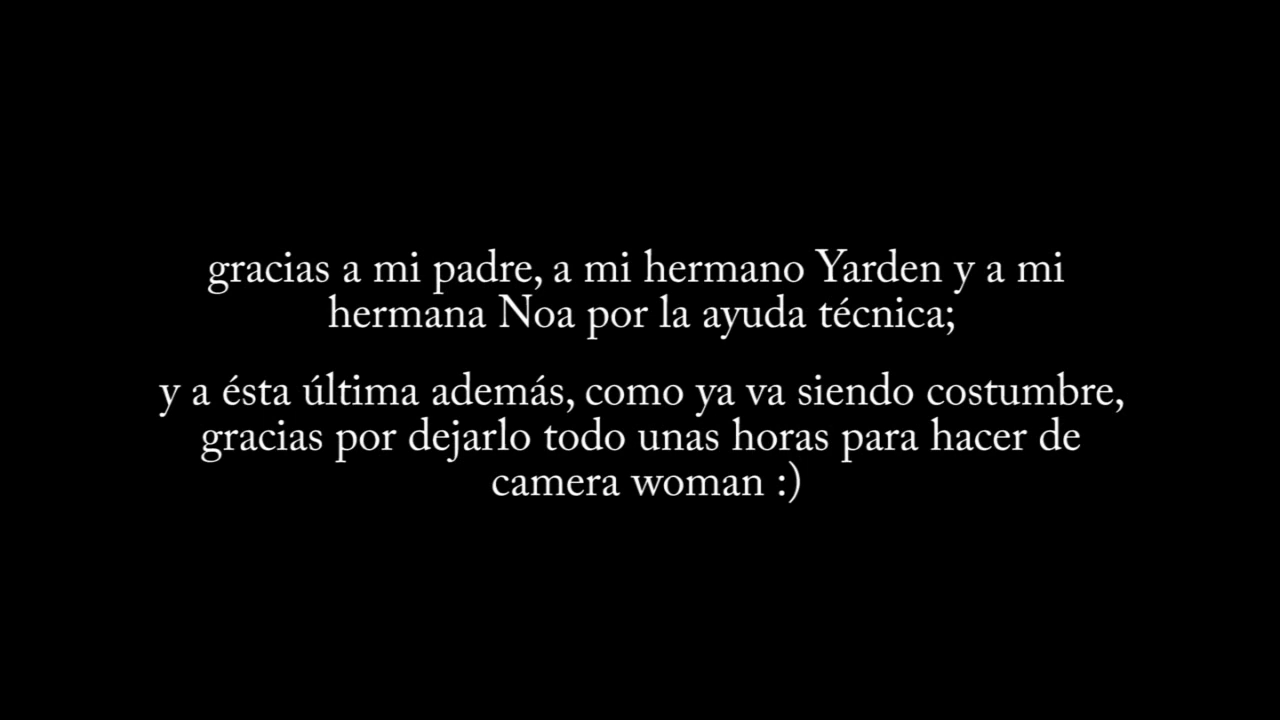 gracias a mi padre, a mi hermano Yarden y a mi
hermana Noa por la ayuda técnica;
y a ésta última además, como ya va siendo costumbre,
gracias por dejarlo todo unas horas para hacer de
camera woman :)